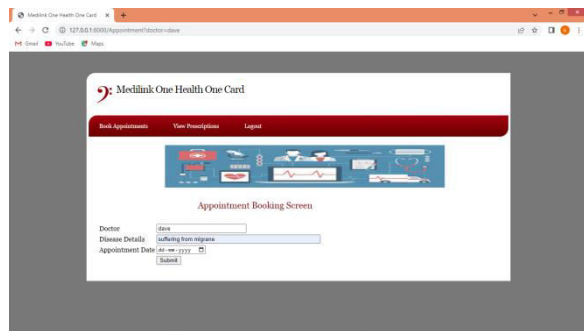 Medilink One Health One Card
127.0.0.1:8000/Appointment?doctor=dave
Gmail YouTube Maps
Medilink One Health One Card
Book Appointments View Prescriptions Logout
Appointment Booking Screen
Doctor dave
Disease Details suffering from migrane
Appointment Date dd-mm-yyyy
Submit